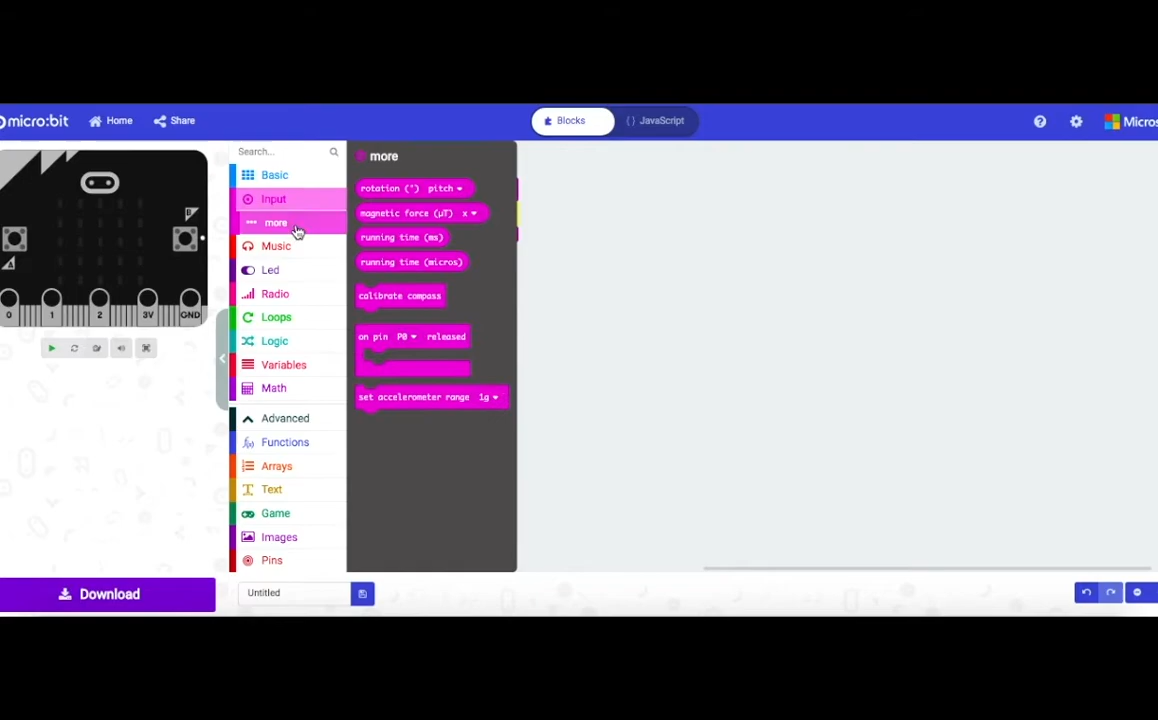 micro:bit Home Share Blocks {} JavaScript ? Micros
Search...
Basic
Input
more
Music
Led
Radio
Loops
Logic
Variables
Math
Advanced
Functions
Arrays
Text
Game
Images
Pins
more
rotation (°) pitch
magnetic force (µT) x
running time (ms)
running time (micros)
calibrate compass
on pin P0 released
set accelerometer range 1g
A
B
0 1 2 3V GND
Download
Untitled